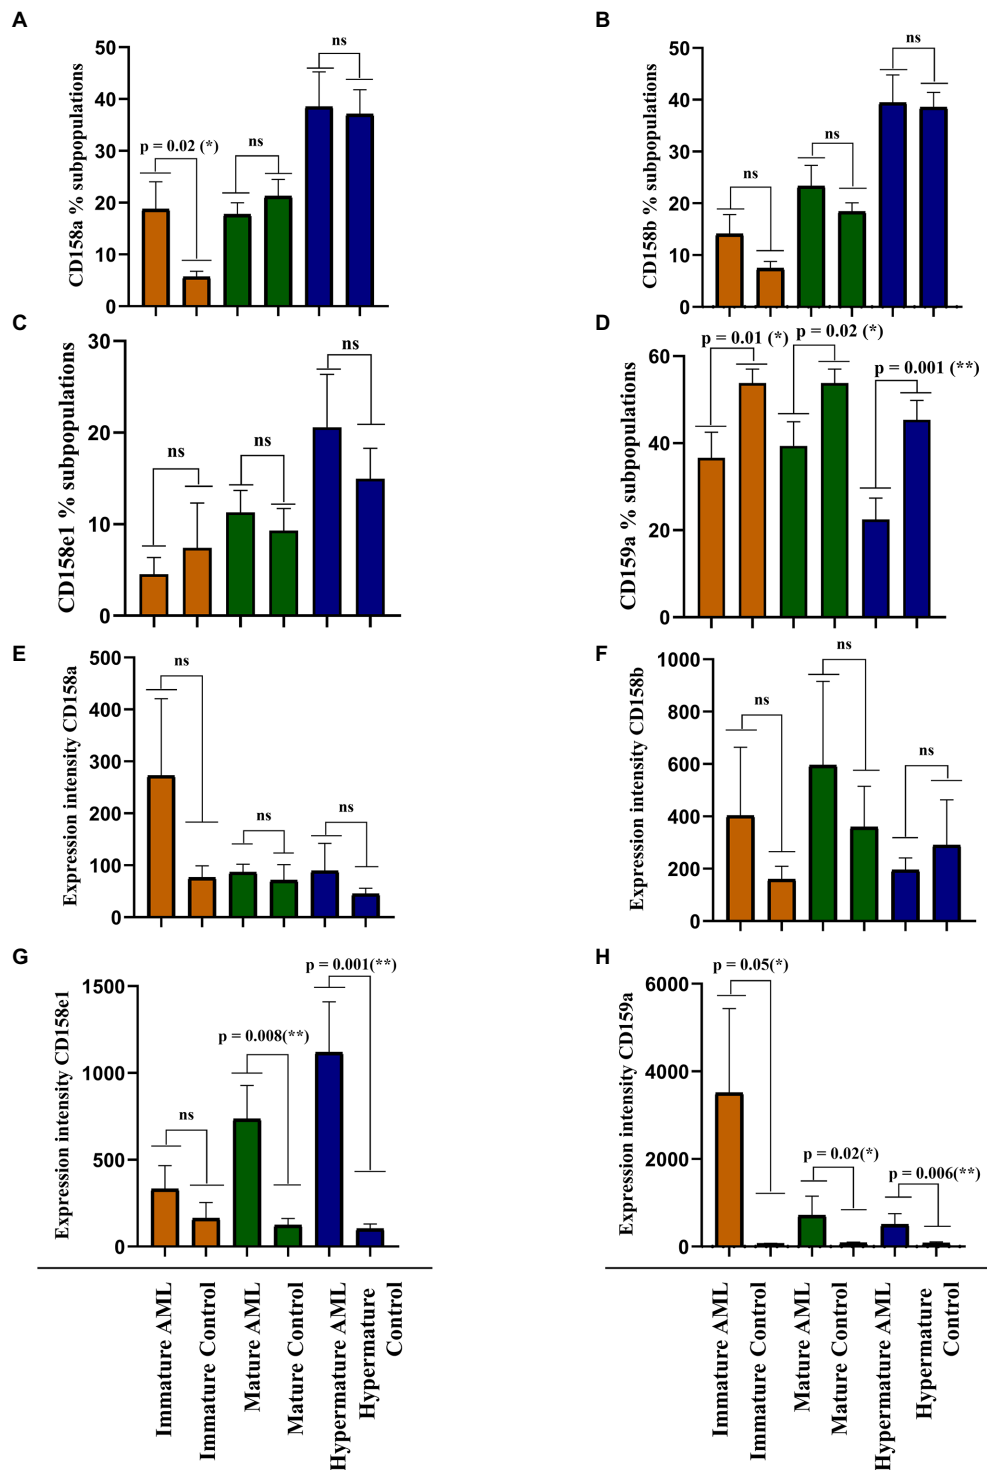 A
CD158a % subpopulations
50
40
30
20
10
0
p = 0.02 (*)
ns
ns
B
CD158b % subpopulations
50
40
30
20
10
0
ns
ns
ns
C
CD158e1 % subpopulations
30
20
10
0
ns
ns
ns
D
CD159a % subpopulations
60
40
20
0
p = 0.01 (*)
p = 0.02 (*)
p = 0.001 (**)
E
Expression intensity CD158a
500
400
300
200
100
0
ns
ns
ns
F
Expression intensity CD158b
1000
800
600
400
200
0
ns
ns
ns
G
Expression intensity CD158e1
1500
1000
500
0
ns
p = 0.008(**)
p = 0.001(**)
H
Expression intensity CD159a
6000
4000
2000
0
p = 0.05(*)
p = 0.02(*)
p = 0.006(**)
Immature AML
Immature Control
Mature AML
Mature Control
Hypermature AML
Hypermature
Control
Immature AML
Immature Control
Mature AML
Mature Control
Hypermature AML
Hypermature
Control